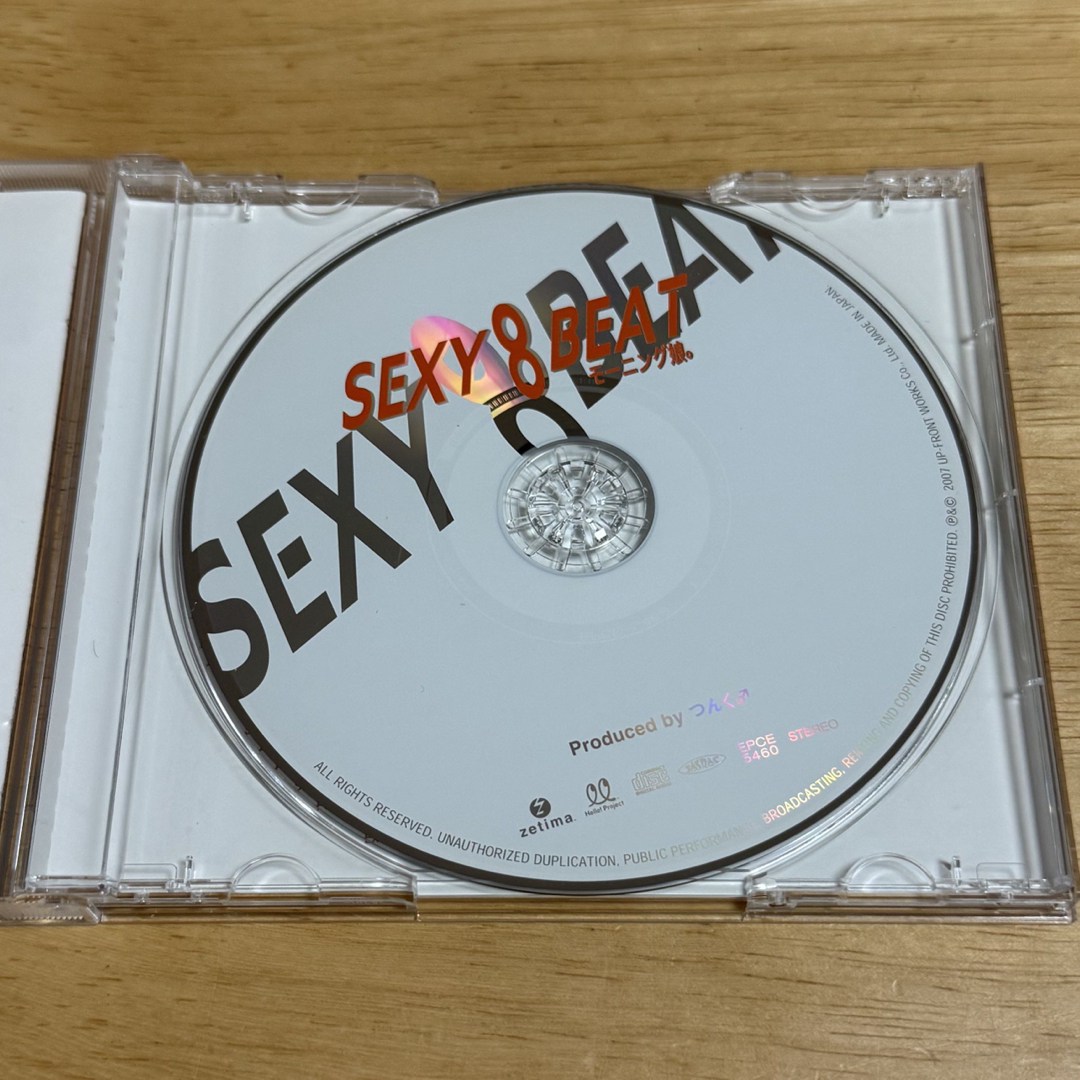 SEXY 8 BEAT
SEXY 8 BEAT
モーニング娘。
Produced by つんく♂
zetima.
Hello! Project
disc
JASRAC
EPCE
5460
STEREO
ALL RIGHTS RESERVED. UNAUTHORIZED DUPLICATION, PUBLIC PERFORMANCE, BROADCASTING, RENTING AND COPYING OF THIS DISC PROHIBITED. ℗&© 2007 UP-FRONT WORKS Co., Ltd. MADE IN JAPAN